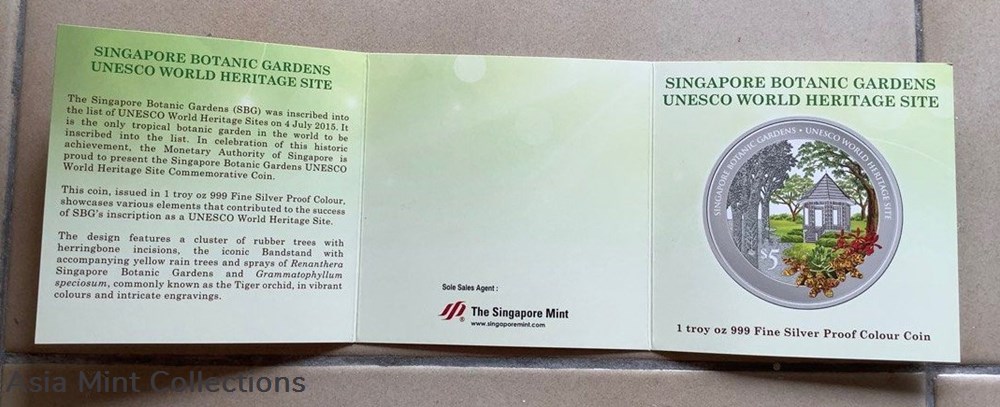 SINGAPORE BOTANIC GARDENS
UNESCO WORLD HERITAGE SITE
The Singapore Botanic Gardens (SBG) was inscribed into
the list of UNESCO World Heritage Sites on 4 July 2015. It
is the only tropical botanic garden in the world to be
inscribed into the list. In celebration of this historic
achievement, the Monetary Authority of Singapore is
proud to present the Singapore Botanic Gardens UNESCO
World Heritage Site Commemorative Coin.
This coin, issued in 1 troy oz 999 Fine Silver Proof Colour,
showcases various elements that contributed to the success
of SBG's inscription as a UNESCO World Heritage Site.
The design features a cluster of rubber trees with
herringbone incisions, the iconic Bandstand with
accompanying yellow rain trees and sprays of Renanthera
Singapore Botanic Gardens and Grammatophyllum
speciosum, commonly known as the Tiger orchid, in vibrant
colours and intricate engravings.
Sole Sales Agent :
The Singapore Mint
www.singaporemint.com
®
SINGAPORE BOTANIC GARDENS
UNESCO WORLD HERITAGE SITE
SINGAPORE BOTANIC GARDENS • UNESCO WORLD HERITAGE SITE
$5
1 troy oz 999 Fine Silver Proof Colour Coin
Asia Mint Collections